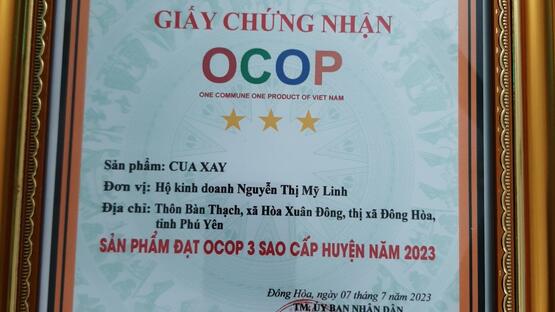 GIẤY CHỨNG NHẬN
OCOP
ONE COMMUNE ONE PRODUCT OF VIET NAM
Sản phẩm: CUA XAY
Đơn vị: Hộ kinh doanh Nguyễn Thị Mỹ Linh
Địa chỉ: Thôn Bàn Thạch, xã Hòa Xuân Đông, thị xã Đông Hòa,
tỉnh Phú Yên
SẢN PHẨM ĐẠT OCOP 3 SAO CẤP HUYỆN NĂM 2023
Đông Hòa, ngày 07 tháng 7 năm 2023
TM. ỦY BAN NHÂN DÂN